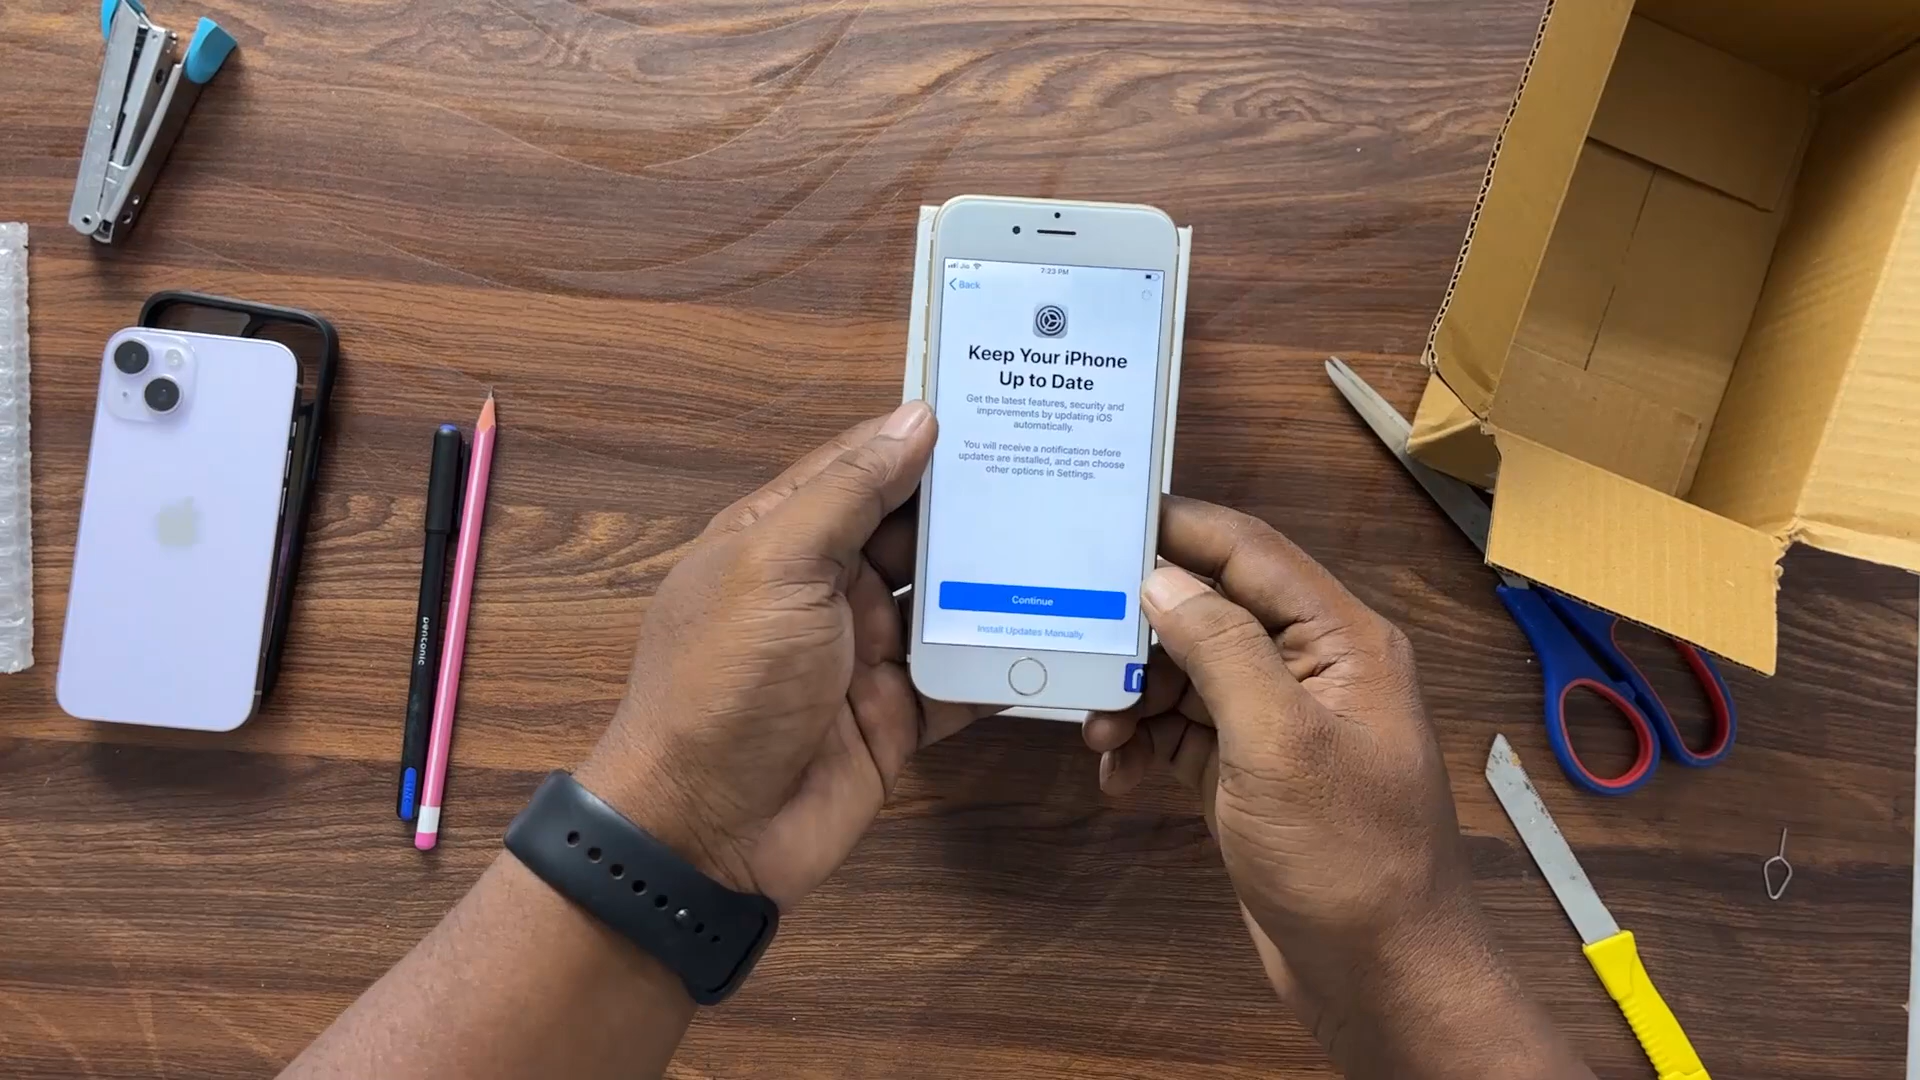 Jio
7:23 PM
Back
Keep Your iPhone
Up to Date
Get the latest features, security and
improvements by updating iOS
automatically.
You will receive a notification before
updates are installed, and can choose
other options in Settings.
Continue
Install Updates Manually
pentonic